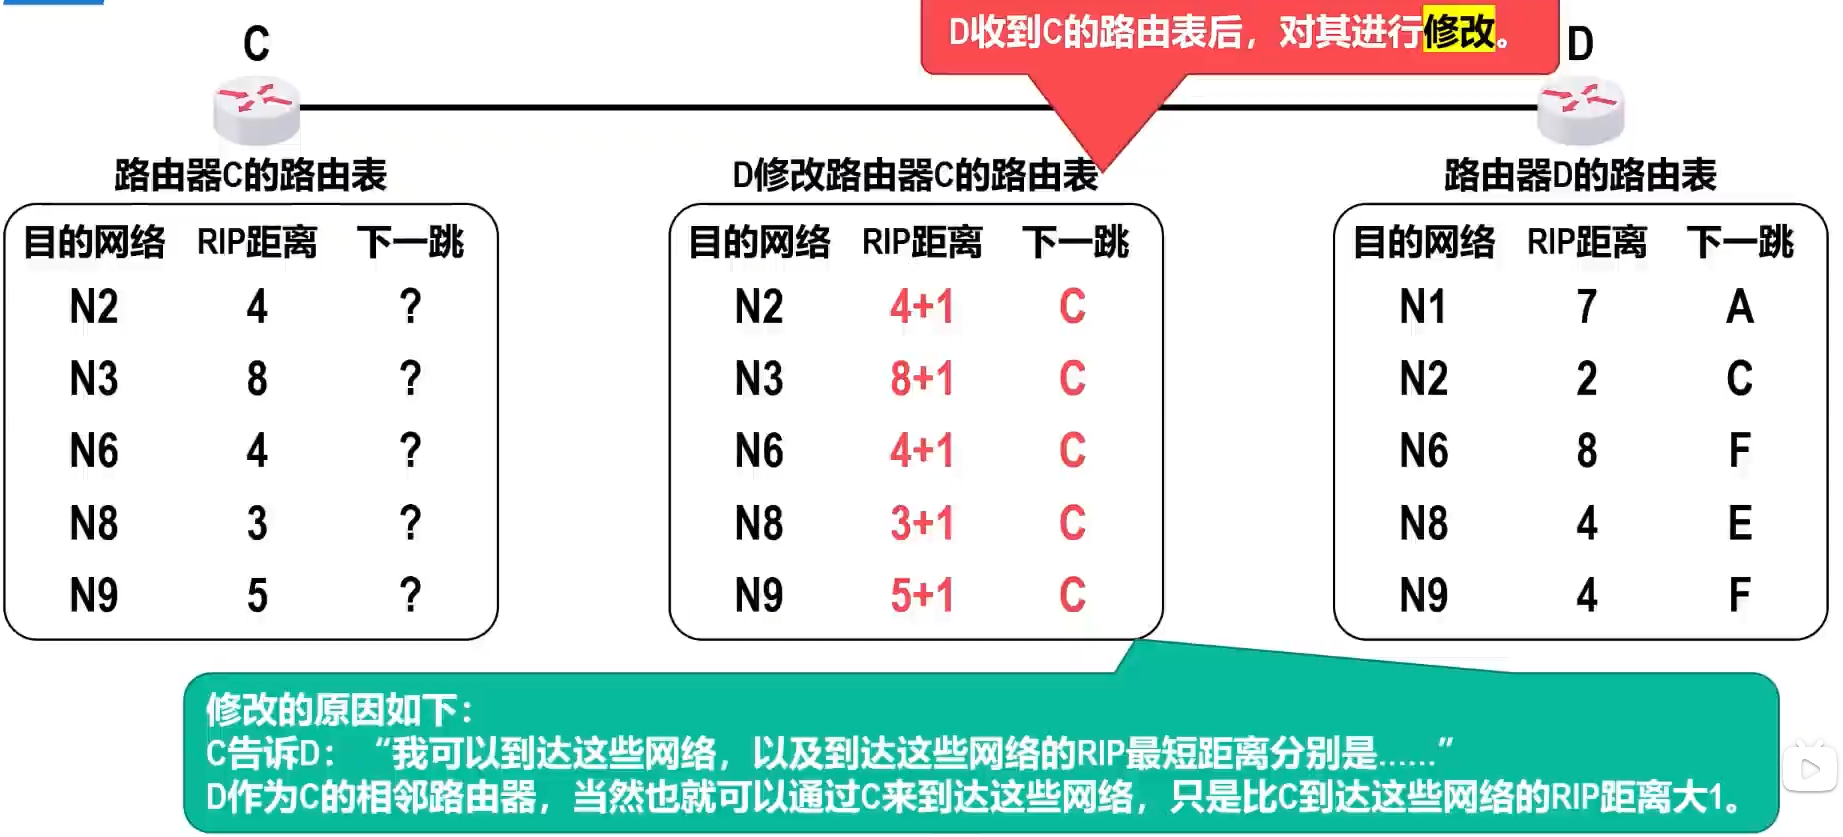 D收到C的路由表后，对其进行修改。
C
D
路由器C的路由表
目的网络 RIP距离 下一跳
N2 4 ?
N3 8 ?
N6 4 ?
N8 3 ?
N9 5 ?
D修改路由器C的路由表
目的网络 RIP距离 下一跳
N2 4+1 C
N3 8+1 C
N6 4+1 C
N8 3+1 C
N9 5+1 C
路由器D的路由表
目的网络 RIP距离 下一跳
N1 7 A
N2 2 C
N6 8 F
N8 4 E
N9 4 F
修改的原因如下：
C告诉D：“我可以到达这些网络，以及到达这些网络的RIP最短距离分别是……”
D作为C的相邻路由器，当然也就可以通过C来到达这些网络，只是比C到达这些网络的RIP距离大1。